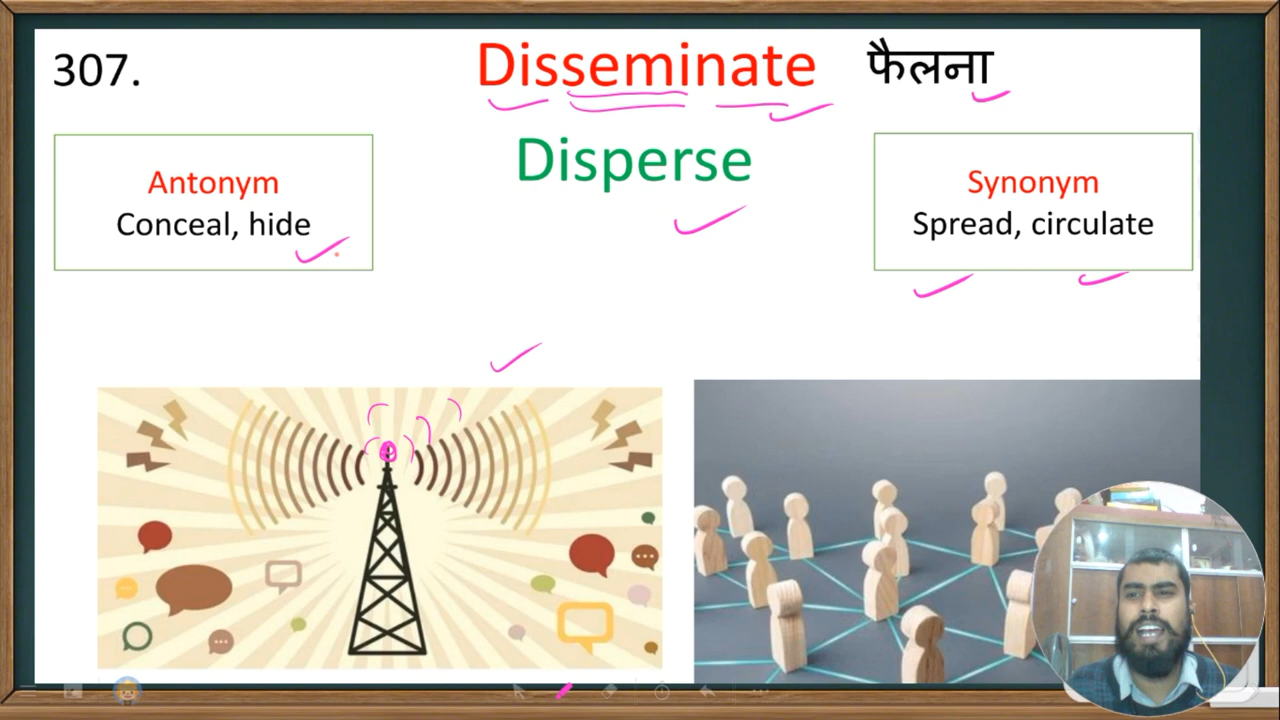 307.
Disseminate फैलना
Disperse
Antonym
Conceal, hide
Synonym
Spread, circulate